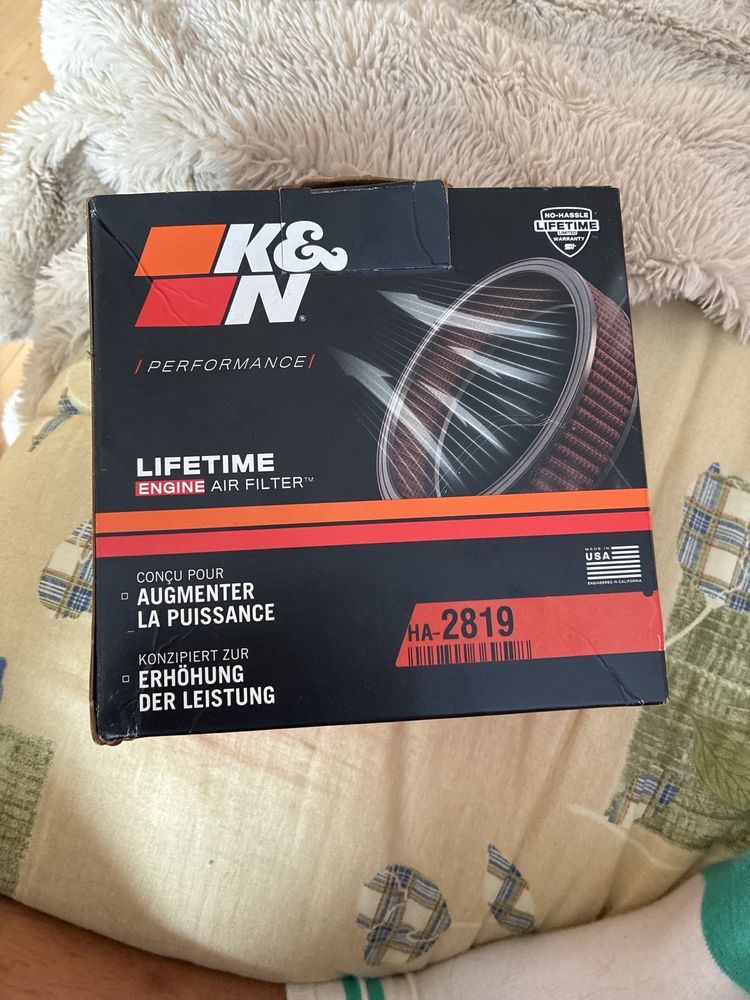 K&N®
/ PERFORMANCE /
NO-HASSLE
LIFETIME
LIMITED
WARRANTY
K&N
™
LIFETIME
ENGINE AIR FILTER™
MADE IN
USA
ENGINEERED IN CALIFORNIA
CONÇU POUR
AUGMENTER
LA PUISSANCE
HA-2819
KONZIPIERT ZUR
ERHÖHUNG
DER LEISTUNG